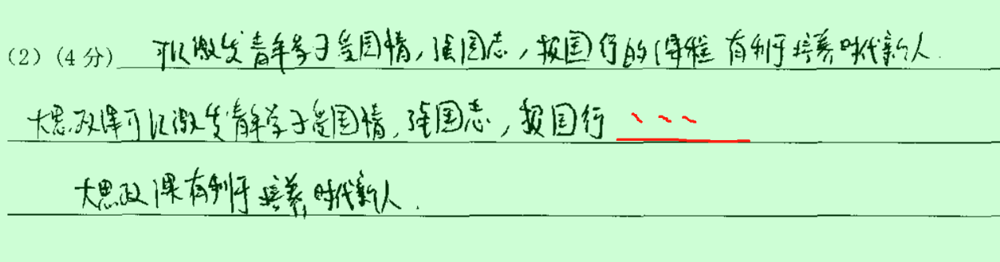 (2)(4分) 可以激发青年学子爱国情,强国志,报国行的课程 有利于培养时代新人.
大思政课可以激发青年学子爱国情,强国志,报国行 、、、
大思政课有利于培养时代新人.